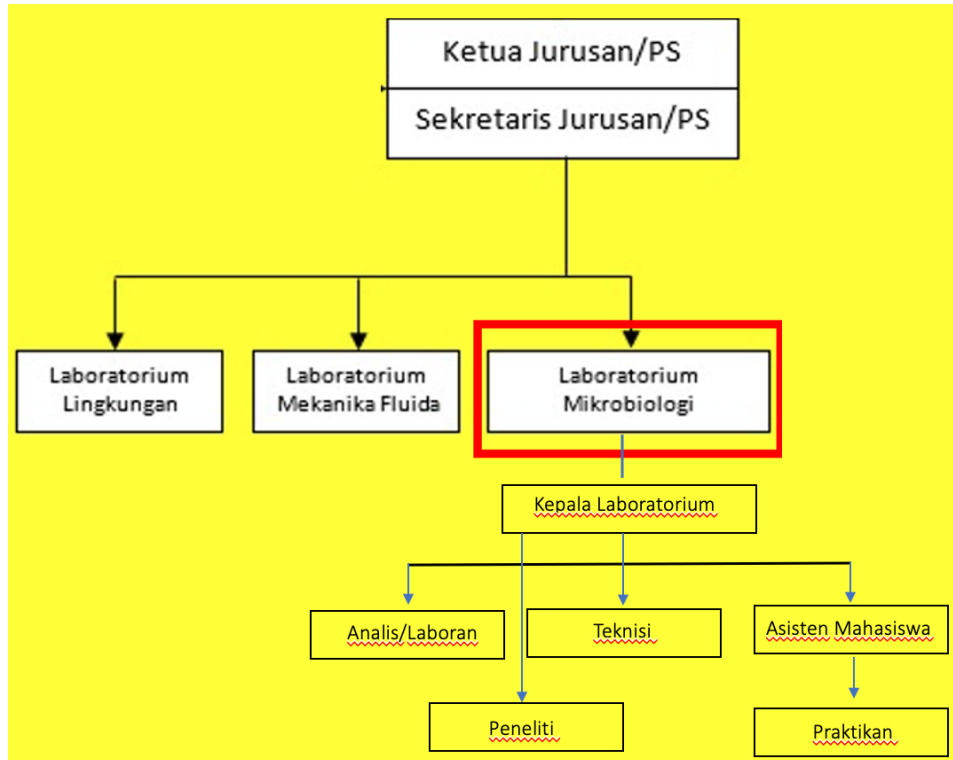 Ketua Jurusan/PS
Sekretaris Jurusan/PS
Laboratorium
Lingkungan
Laboratorium
Mekanika Fluida
Laboratorium
Mikrobiologi
Kepala Laboratorium
Analis/Laboran
Teknisi
Asisten Mahasiswa
Peneliti
Praktikan